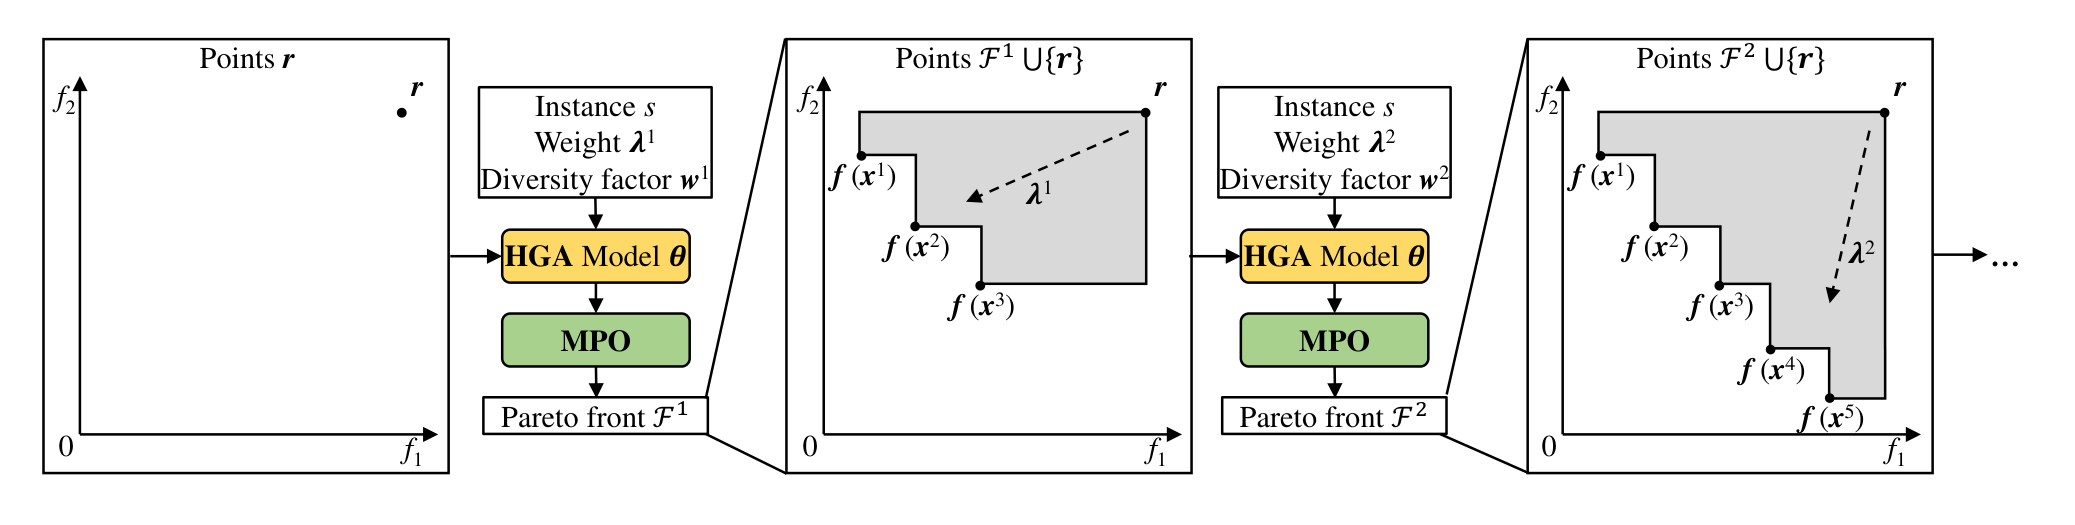 Points r
f₂
r
0
f₁
Instance s
Weight λ¹
Diversity factor w¹
HGA Model θ
MPO
Pareto front ℱ¹
Points ℱ¹ ⋃{r}
f₂
r
f(x¹)
λ¹
f(x²)
f(x³)
0
f₁
Instance s
Weight λ²
Diversity factor w²
HGA Model θ
MPO
Pareto front ℱ²
Points ℱ² ⋃{r}
f₂
r
f(x¹)
f(x²)
λ²
f(x³)
f(x⁴)
f(x⁵)
0
f₁
...